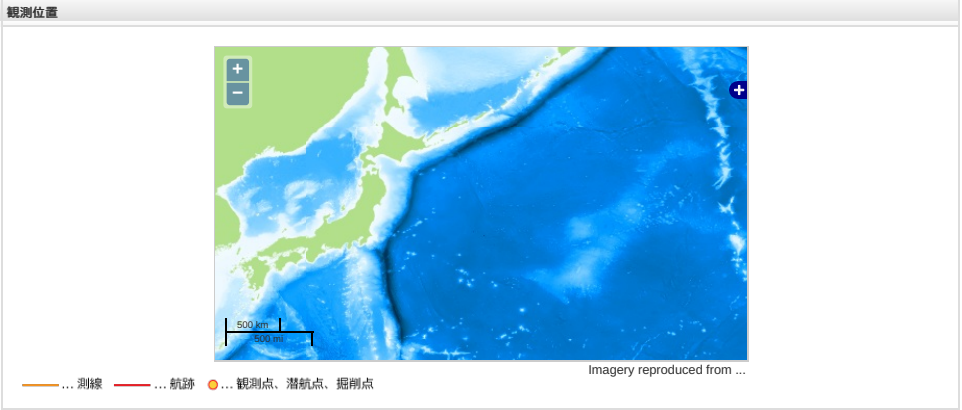 観測位置
+
−
+
500 km
500 mi
Imagery reproduced from ...
... 測線 ... 航跡 ... 観測点、潜航点、掘削点